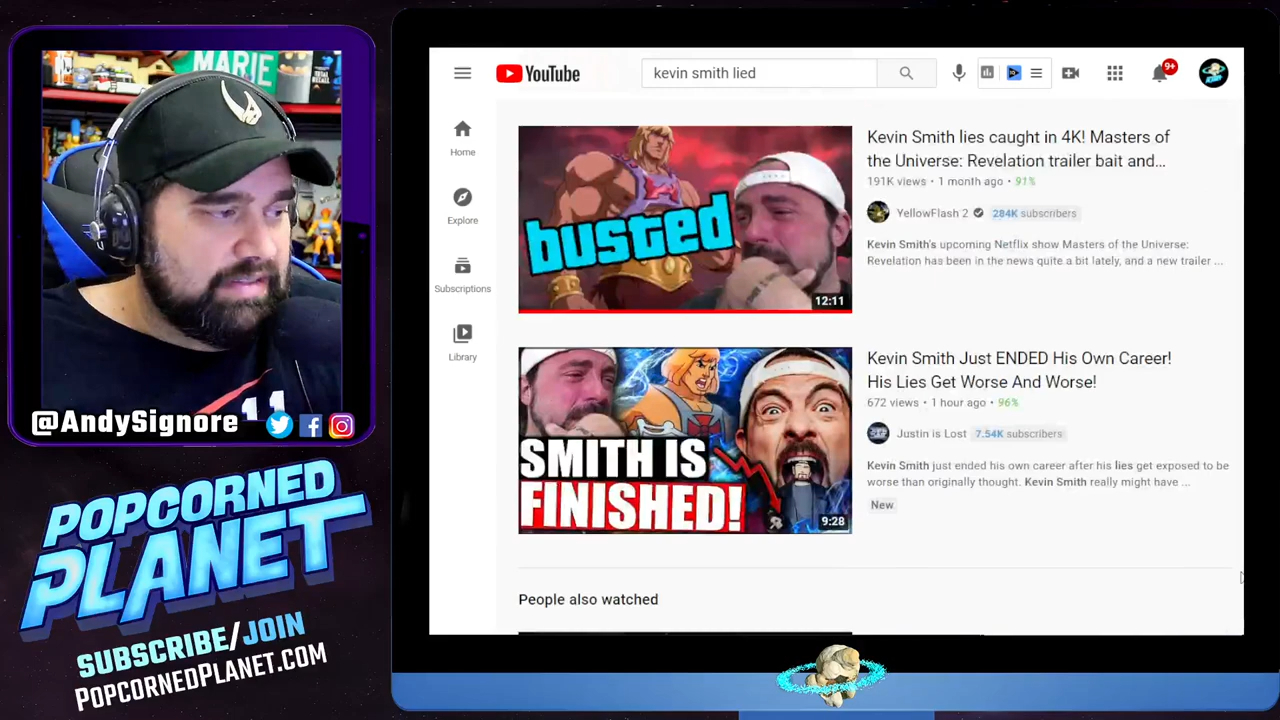 MARIE
TOTAL RECALL
11
@AndySignore
POPCORNED
PLANET
SUBSCRIBE/JOIN
POPCORNEDPLANET.COM
YouTube
kevin smith lied
9+
Home
Explore
Subscriptions
Library
busted
12:11
Kevin Smith lies caught in 4K! Masters of
the Universe: Revelation trailer bait and...
191K views • 1 month ago • 91%
YellowFlash 2 284K subscribers
Kevin Smith's upcoming Netflix show Masters of the Universe:
Revelation has been in the news quite a bit lately, and a new trailer ...
SMITH IS
FINISHED!
9:28
Kevin Smith Just ENDED His Own Career!
His Lies Get Worse And Worse!
672 views • 1 hour ago • 96%
Justin is Lost 7.54K subscribers
Kevin Smith just ended his own career after his lies get exposed to be
worse than originally thought. Kevin Smith really might have ...
New
People also watched